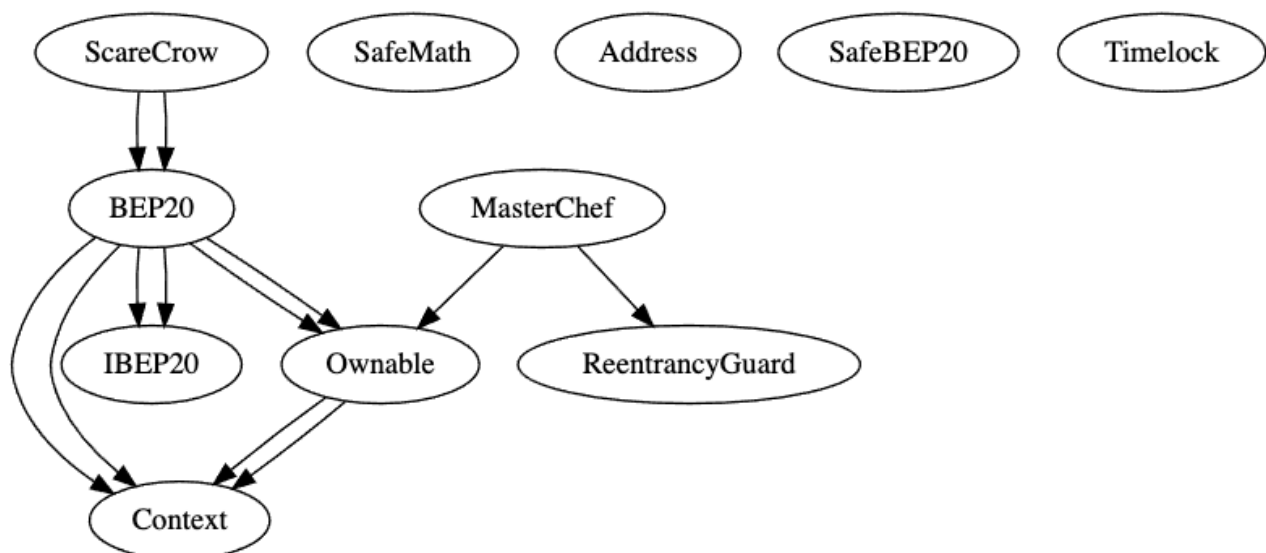 ScareCrow SafeMath Address SafeBEP20 Timelock
BEP20 MasterChef
IBEP20 Ownable ReentrancyGuard
Context